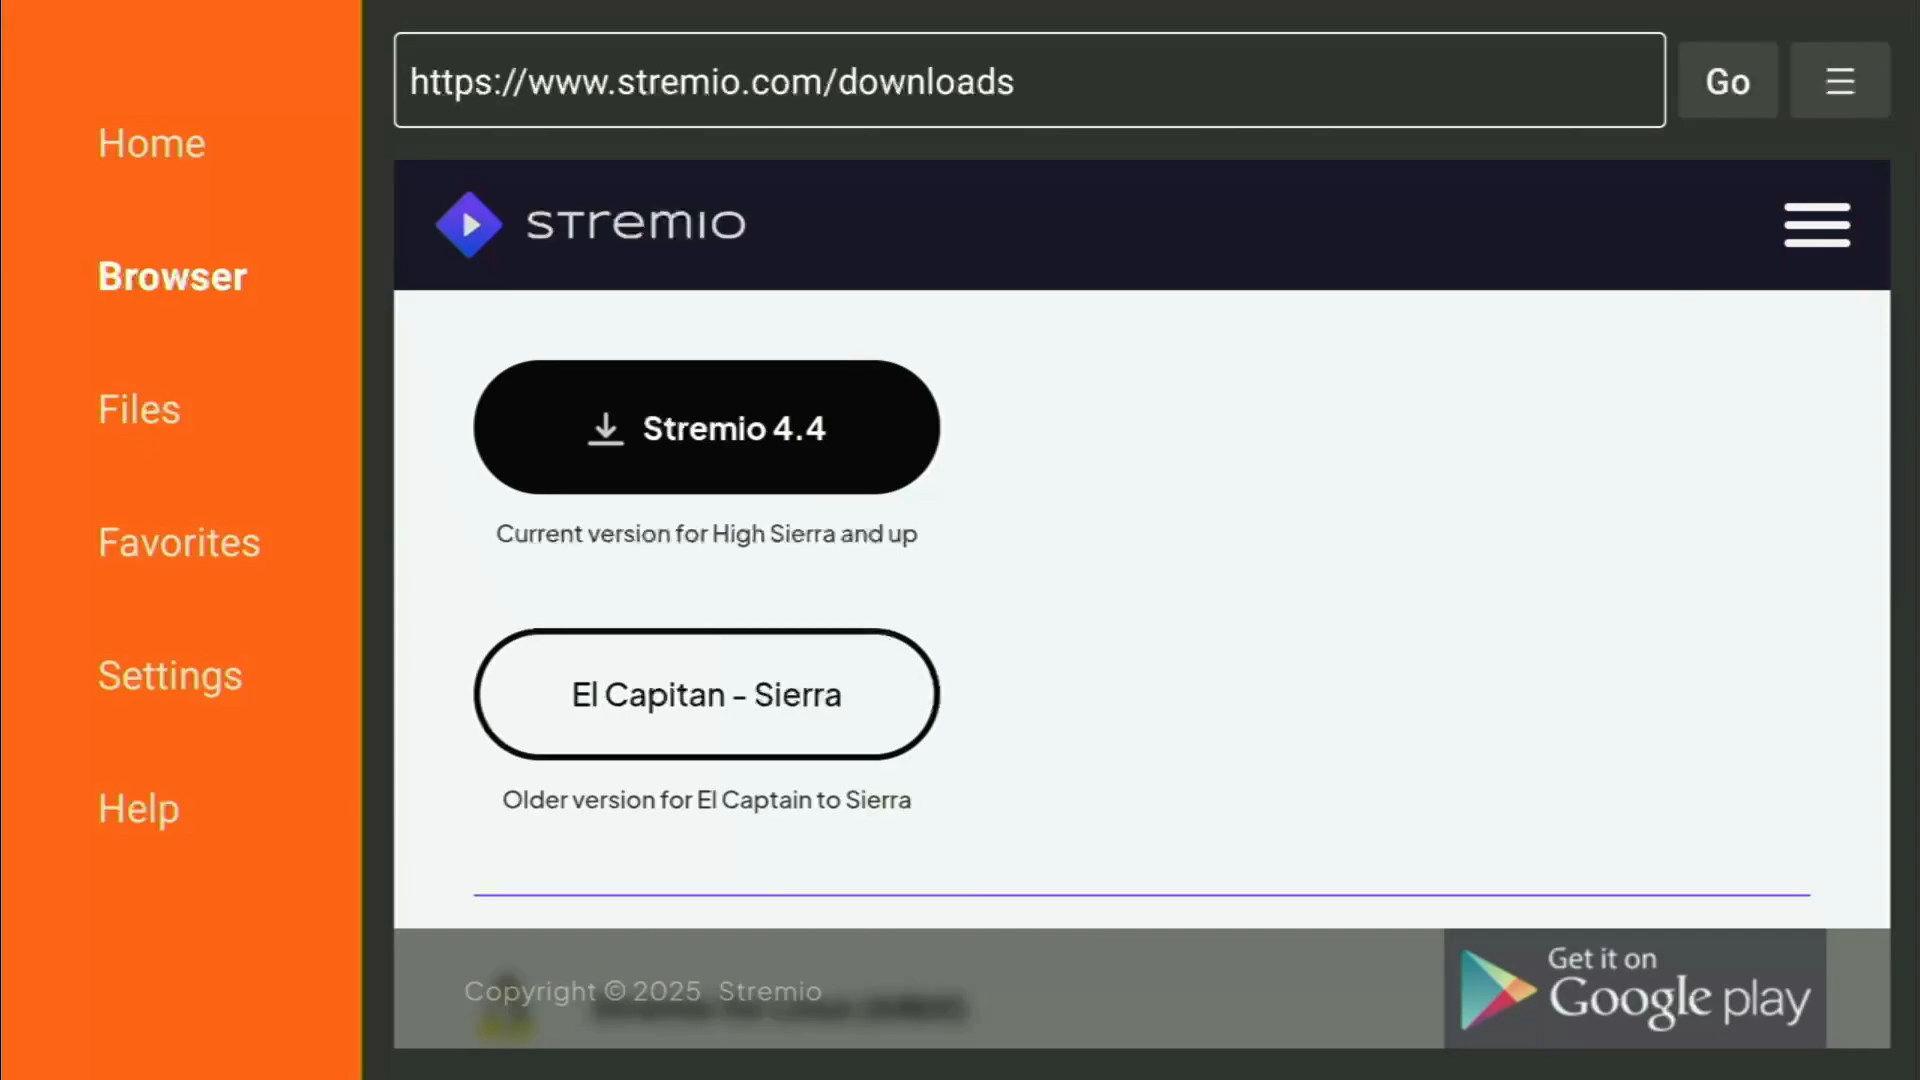 Home
Browser
Files
Favorites
Settings
Help
https://www.stremio.com/downloads
Go
stremio
Stremio 4.4
Current version for High Sierra and up
El Capitan - Sierra
Older version for El Captain to Sierra
Copyright © 2025 Stremio
Get it on
Google play